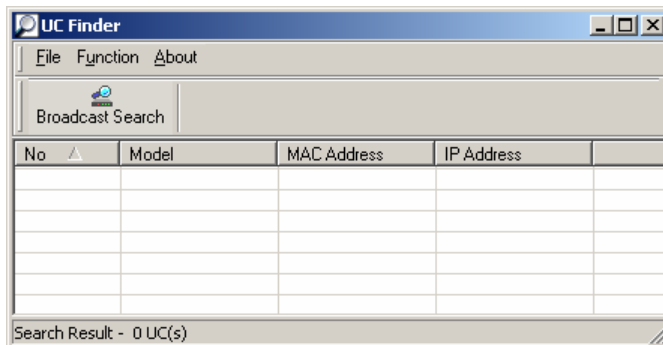 UC Finder
File Function About
Broadcast Search
No Model MAC Address IP Address
Search Result - 0 UC(s)